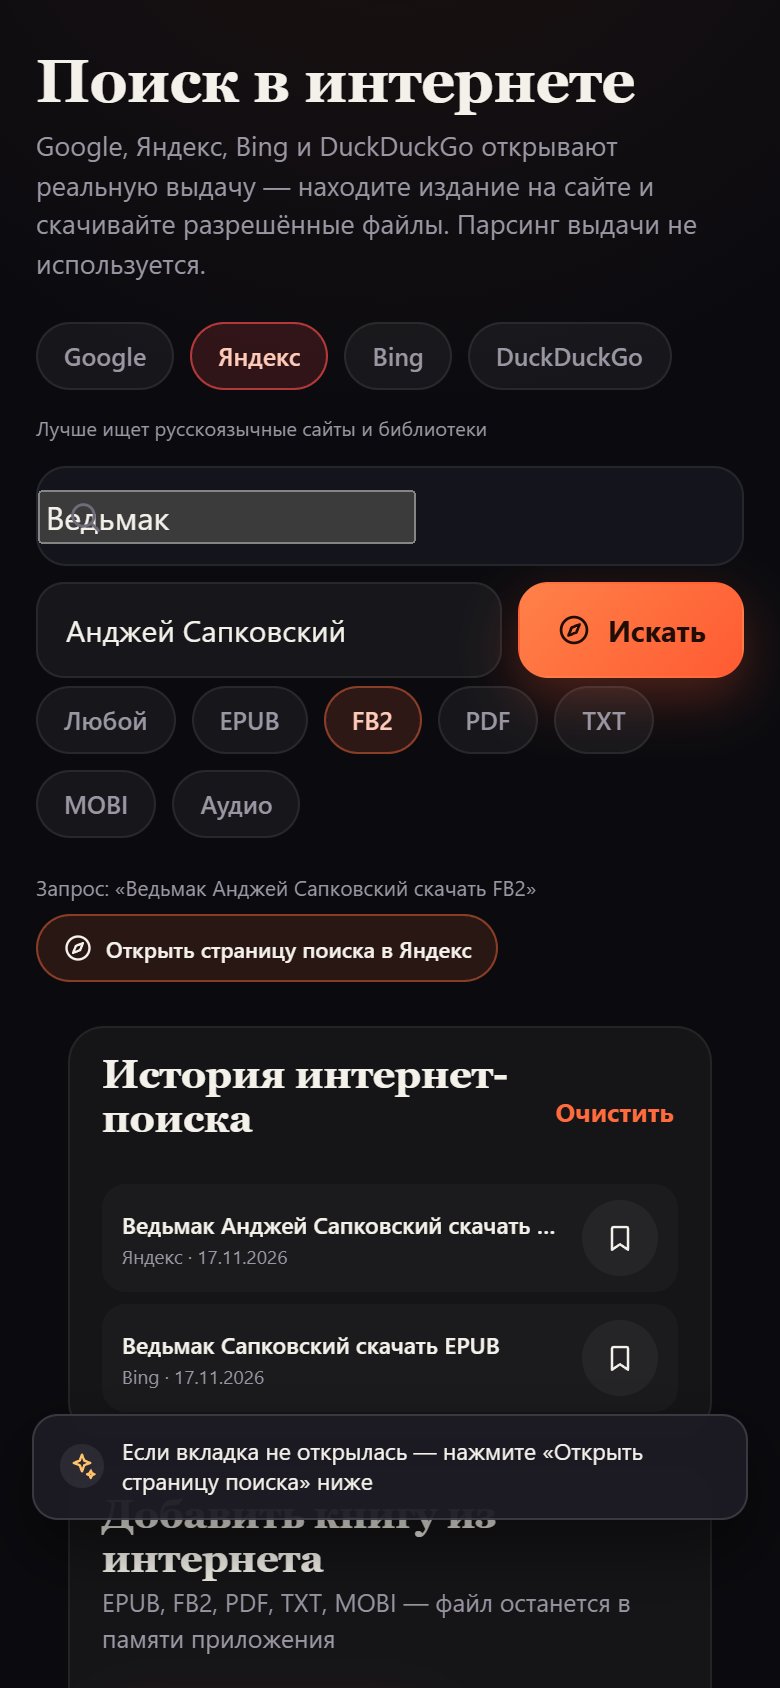 Поиск в интернете
Google, Яндекс, Bing и DuckDuckGo открывают
реальную выдачу — находите издание на сайте и
скачивайте разрешённые файлы. Парсинг выдачи не
используется.
Google
Яндекс
Bing
DuckDuckGo
Лучше ищет русскоязычные сайты и библиотеки
Ведьмак
Анджей Сапковский
Искать
Любой
EPUB
FB2
PDF
TXT
MOBI
Аудио
Запрос: «Ведьмак Анджей Сапковский скачать FB2»
Открыть страницу поиска в Яндекс
История интернет-
поиска
Очистить
Ведьмак Анджей Сапковский скачать ...
Яндекс · 17.11.2026
Ведьмак Сапковский скачать EPUB
Bing · 17.11.2026
Если вкладка не открылась — нажмите «Открыть
страницу поиска» ниже
Добавить книгу из
интернета
EPUB, FB2, PDF, TXT, MOBI — файл останется в
памяти приложения